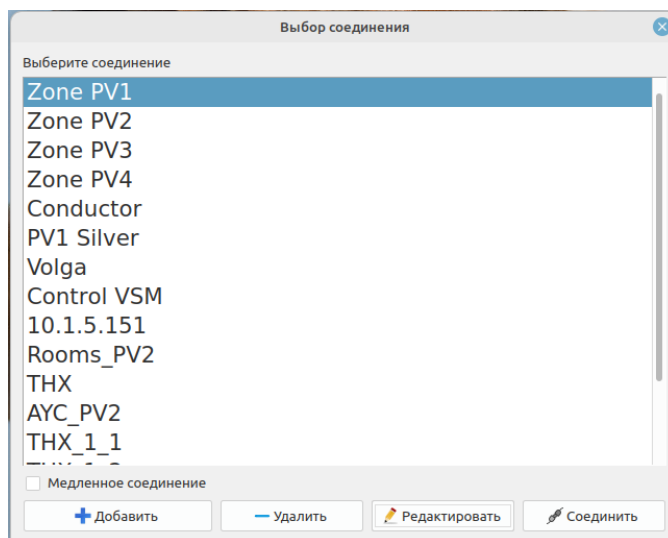 Выбор соединения
Выберите соединение
Zone PV1
Zone PV2
Zone PV3
Zone PV4
Conductor
PV1 Silver
Volga
Control VSM
10.1.5.151
Rooms_PV2
THX
AYC_PV2
THX_1_1
Медленное соединение
Добавить Удалить Редактировать Соединить